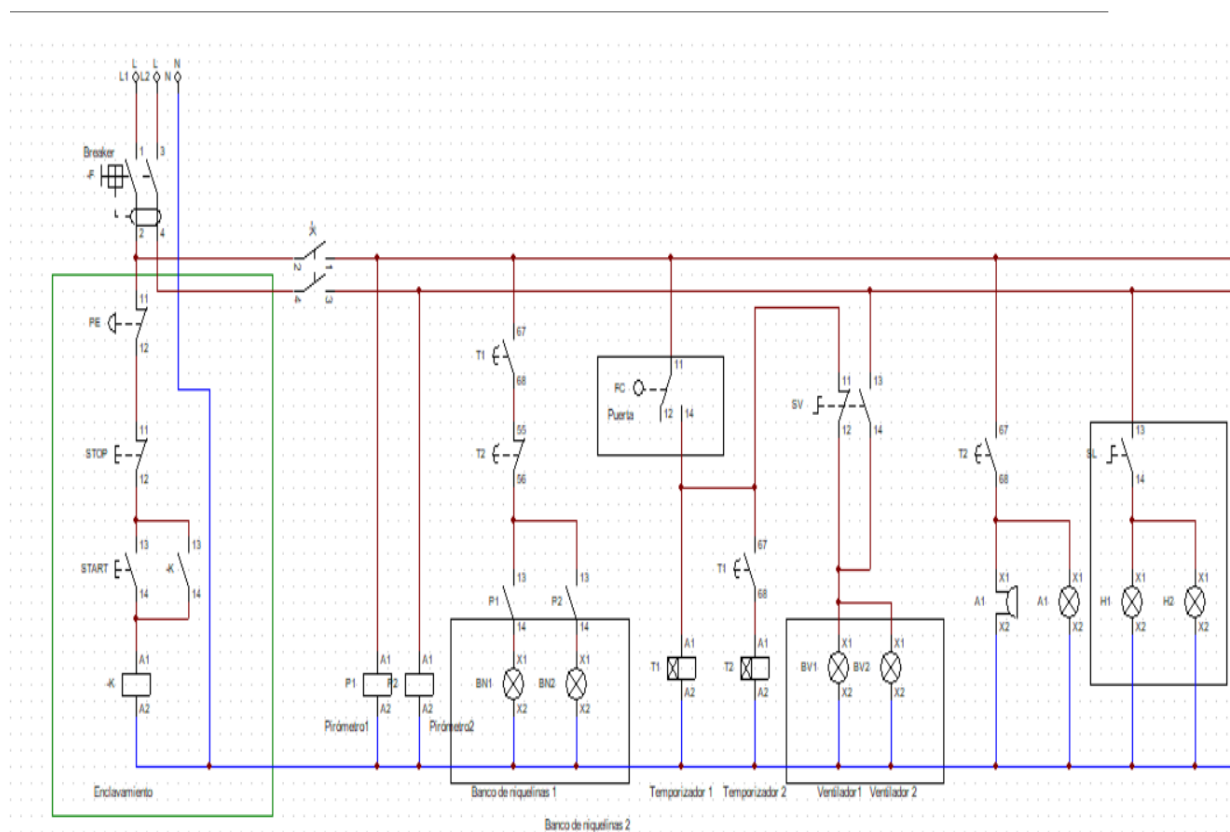 L L N
L1 L2 N
Breaker
1 3
-F
2 4
-K
2 1
4 3
11
PE
12
11
STOP
12
13 13
START -K
14 14
A1
-K
A2
Enclavamiento
A1 A1
P1 P2
A2 A2
Pirómetro1 Pirómetro2
67
T1
68
55
T2
56
13 13
P1 P2
14 14
X1 X1
BN1 BN2
X2 X2
Banco de niquelinas 1
Banco de niquelinas 2
11
FC
Puerta
12 14
67
T1
68
A1 A1
T1 T2
A2 A2
Temporizador 1 Temporizador 2
11 13
SV
12 14
X1 X1
BV1 BV2
X2 X2
Ventilador1 Ventilador 2
67
T2
68
X1 X1
A1 A1
X2 X2
13
SL
14
X1 X1
H1 H2
X2 X2